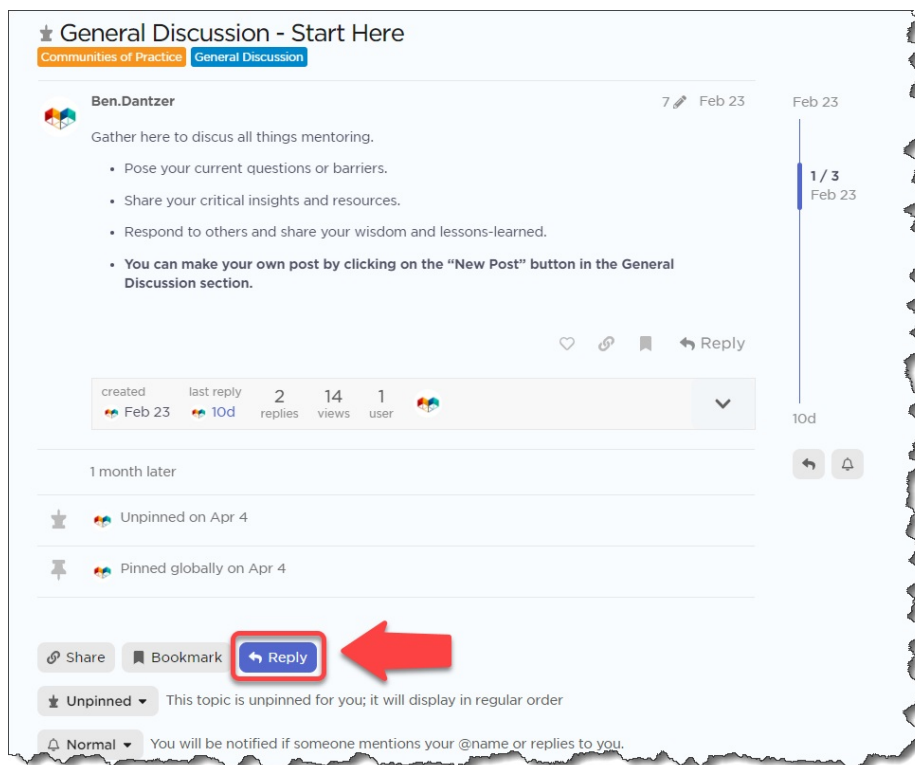 General Discussion - Start Here
Communities of Practice General Discussion
Ben.Dantzer 7 Feb 23
Gather here to discus all things mentoring.
• Pose your current questions or barriers.
• Share your critical insights and resources.
• Respond to others and share your wisdom and lessons-learned.
• You can make your own post by clicking on the “New Post” button in the General
Discussion section.
Reply
created last reply 2 14 1
Feb 23 10d replies views user
Feb 23
1 / 3
Feb 23
10d
1 month later
Unpinned on Apr 4
Pinned globally on Apr 4
Share Bookmark Reply
Unpinned This topic is unpinned for you; it will display in regular order
Normal You will be notified if someone mentions your @name or replies to you.